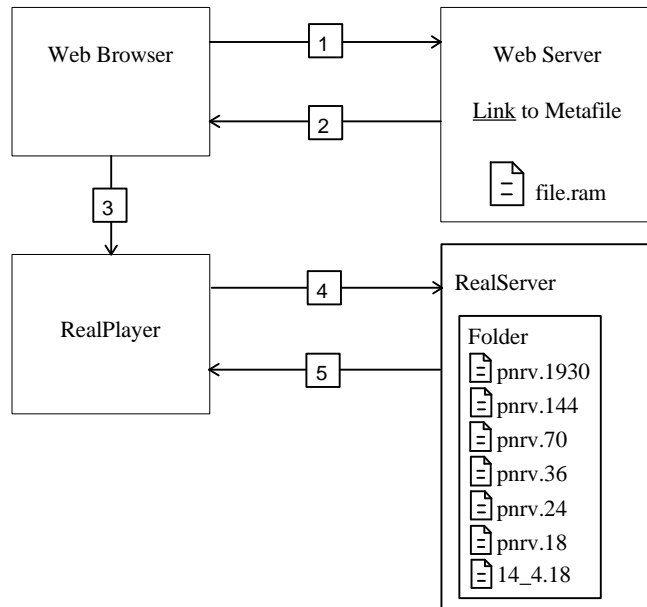 Web Browser
1
Web Server
Link to Metafile
2
file.ram
3
RealPlayer
4
RealServer
5
Folder
pnrv.1930
pnrv.144
pnrv.70
pnrv.36
pnrv.24
pnrv.18
14_4.18